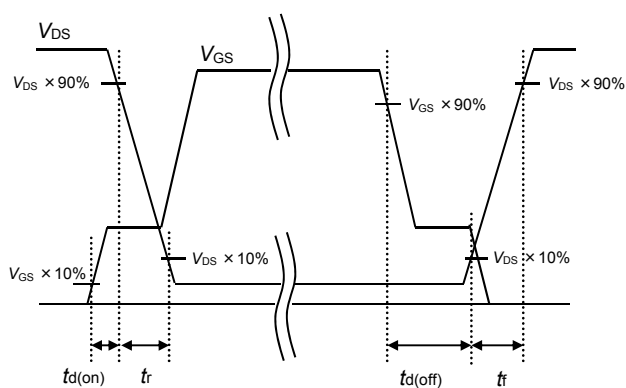 VDS
VGS
VDS × 90%
VGS × 90%
VDS × 90%
VGS × 10%
VDS × 10%
VDS × 10%
td(on)
tr
td(off)
tf